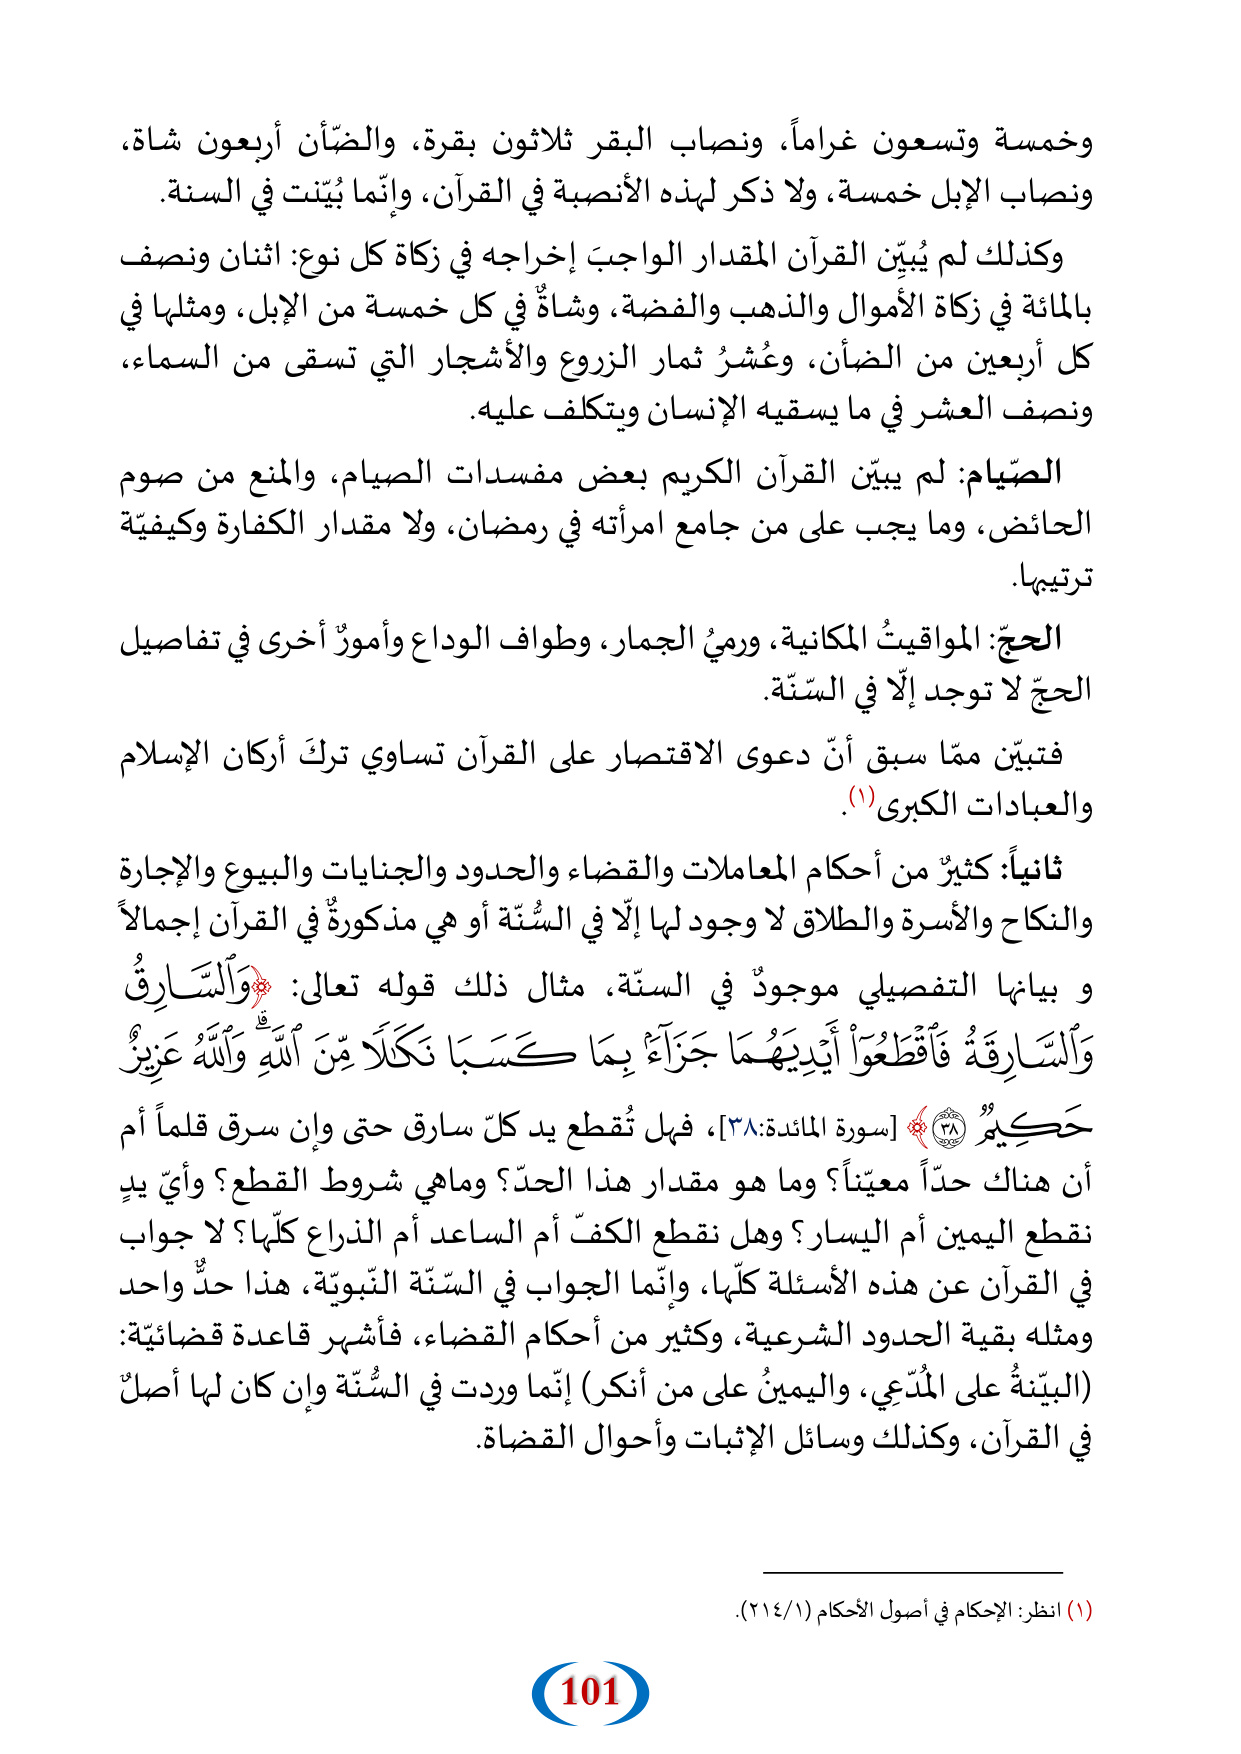 وخمسة وتسعون غراماً، ونصاب البقر ثلاثون بقرة، والضّأن أربعون شاة،
ونصاب الإبل خمسة، ولا ذكر لهذه الأنصبة في القرآن، وإنّما بُيّنت في السنة.
وكذلك لم يُبيِّن القرآن المقدار الواجبَ إخراجه في زكاة كل نوع: اثنان ونصف
بالمائة في زكاة الأموال والذهب والفضة، وشاةٌ في كل خمسة من الإبل، ومثلها في
كل أربعين من الضأن، وعُشرُ ثمار الزروع والأشجار التي تسقى من السماء،
ونصف العشر في ما يسقيه الإنسان ويتكلف عليه.
الصّيام: لم يبيّن القرآن الكريم بعض مفسدات الصيام، والمنع من صوم
الحائض، وما يجب على من جامع امرأته في رمضان، ولا مقدار الكفارة وكيفيّة
ترتيبها.
الحجّ: المواقيتُ المكانية، ورميُ الجمار، وطواف الوداع وأمورٌ أخرى في تفاصيل
الحجّ لا توجد إلّا في السّنّة.
فتبيّن ممّا سبق أنّ دعوى الاقتصار على القرآن تساوي تركَ أركان الإسلام
والعبادات الكبرى(١).
ثانياً: كثيرٌ من أحكام المعاملات والقضاء والحدود والجنايات والبيوع والإجارة
والنكاح والأسرة والطلاق لا وجود لها إلّا في السُّنّة أو هي مذكورةٌ في القرآن إجمالاً
و بيانها التفصيلي موجودٌ في السنّة، مثال ذلك قوله تعالى: ﴿وَٱلسَّارِقُ
وَٱلسَّارِقَةُ فَٱقۡطَعُوٓاْ أَيۡدِيَهُمَا جَزَآءَۢ بِمَا كَسَبَا نَكَٰلٗا مِّنَ ٱللَّهِۗ وَٱللَّهُ عَزِيزٌ
حَكِيمٞ ٣٨﴾ [سورة المائدة:٣٨]، فهل تُقطع يد كلّ سارق حتى وإن سرق قلماً أم
أن هناك حدّاً معيّناً؟ وما هو مقدار هذا الحدّ؟ وماهي شروط القطع؟ وأيّ يدٍ
نقطع اليمين أم اليسار؟ وهل نقطع الكفّ أم الساعد أم الذراع كلّها؟ لا جواب
في القرآن عن هذه الأسئلة كلّها، وإنّما الجواب في السّنّة النّبويّة، هذا حدٌّ واحد
ومثله بقية الحدود الشرعية، وكثير من أحكام القضاء، فأشهر قاعدة قضائيّة:
(البيّنةُ على المُدّعِي، واليمينُ على من أنكر) إنّما وردت في السُّنّة وإن كان لها أصلٌ
في القرآن، وكذلك وسائل الإثبات وأحوال القضاة.
(١) انظر: الإحكام في أصول الأحكام (٢١٤/١).
101